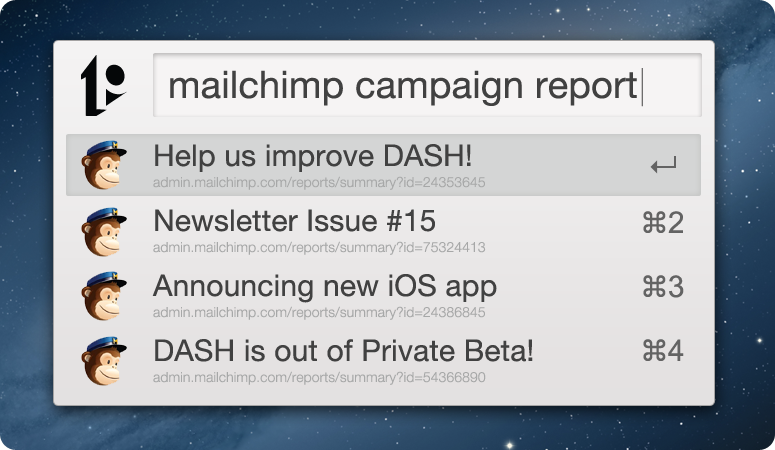 mailchimp campaign report
Help us improve DASH!
admin.mailchimp.com/reports/summary?id=24353645
Newsletter Issue #15 ⌘2
admin.mailchimp.com/reports/summary?id=75324413
Announcing new iOS app ⌘3
admin.mailchimp.com/reports/summary?id=24386845
DASH is out of Private Beta! ⌘4
admin.mailchimp.com/reports/summary?id=54366890